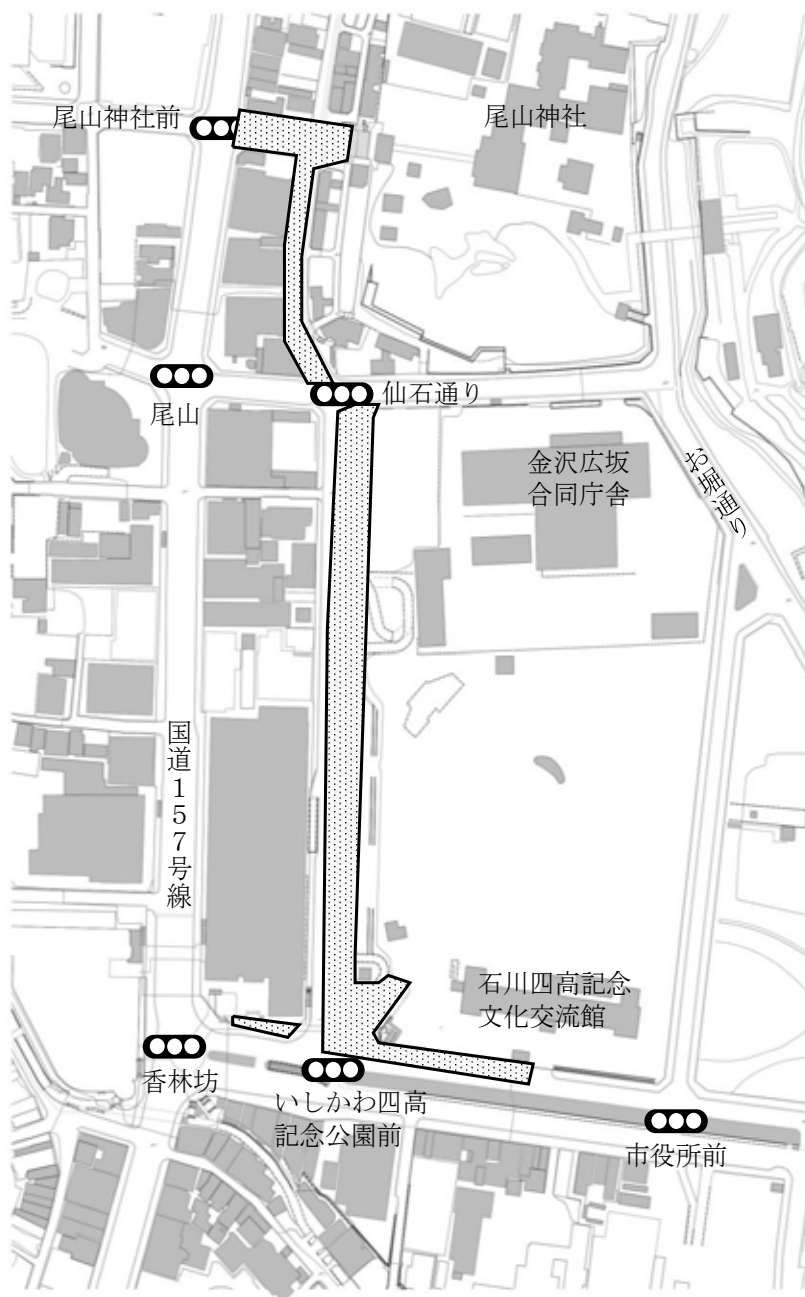 尾山神社前
尾山神社
尾山
仙石通り
金沢広坂
合同庁舎
お堀通り
国道157号線
石川四高記念
文化交流館
香林坊
いしかわ四高
記念公園前
市役所前